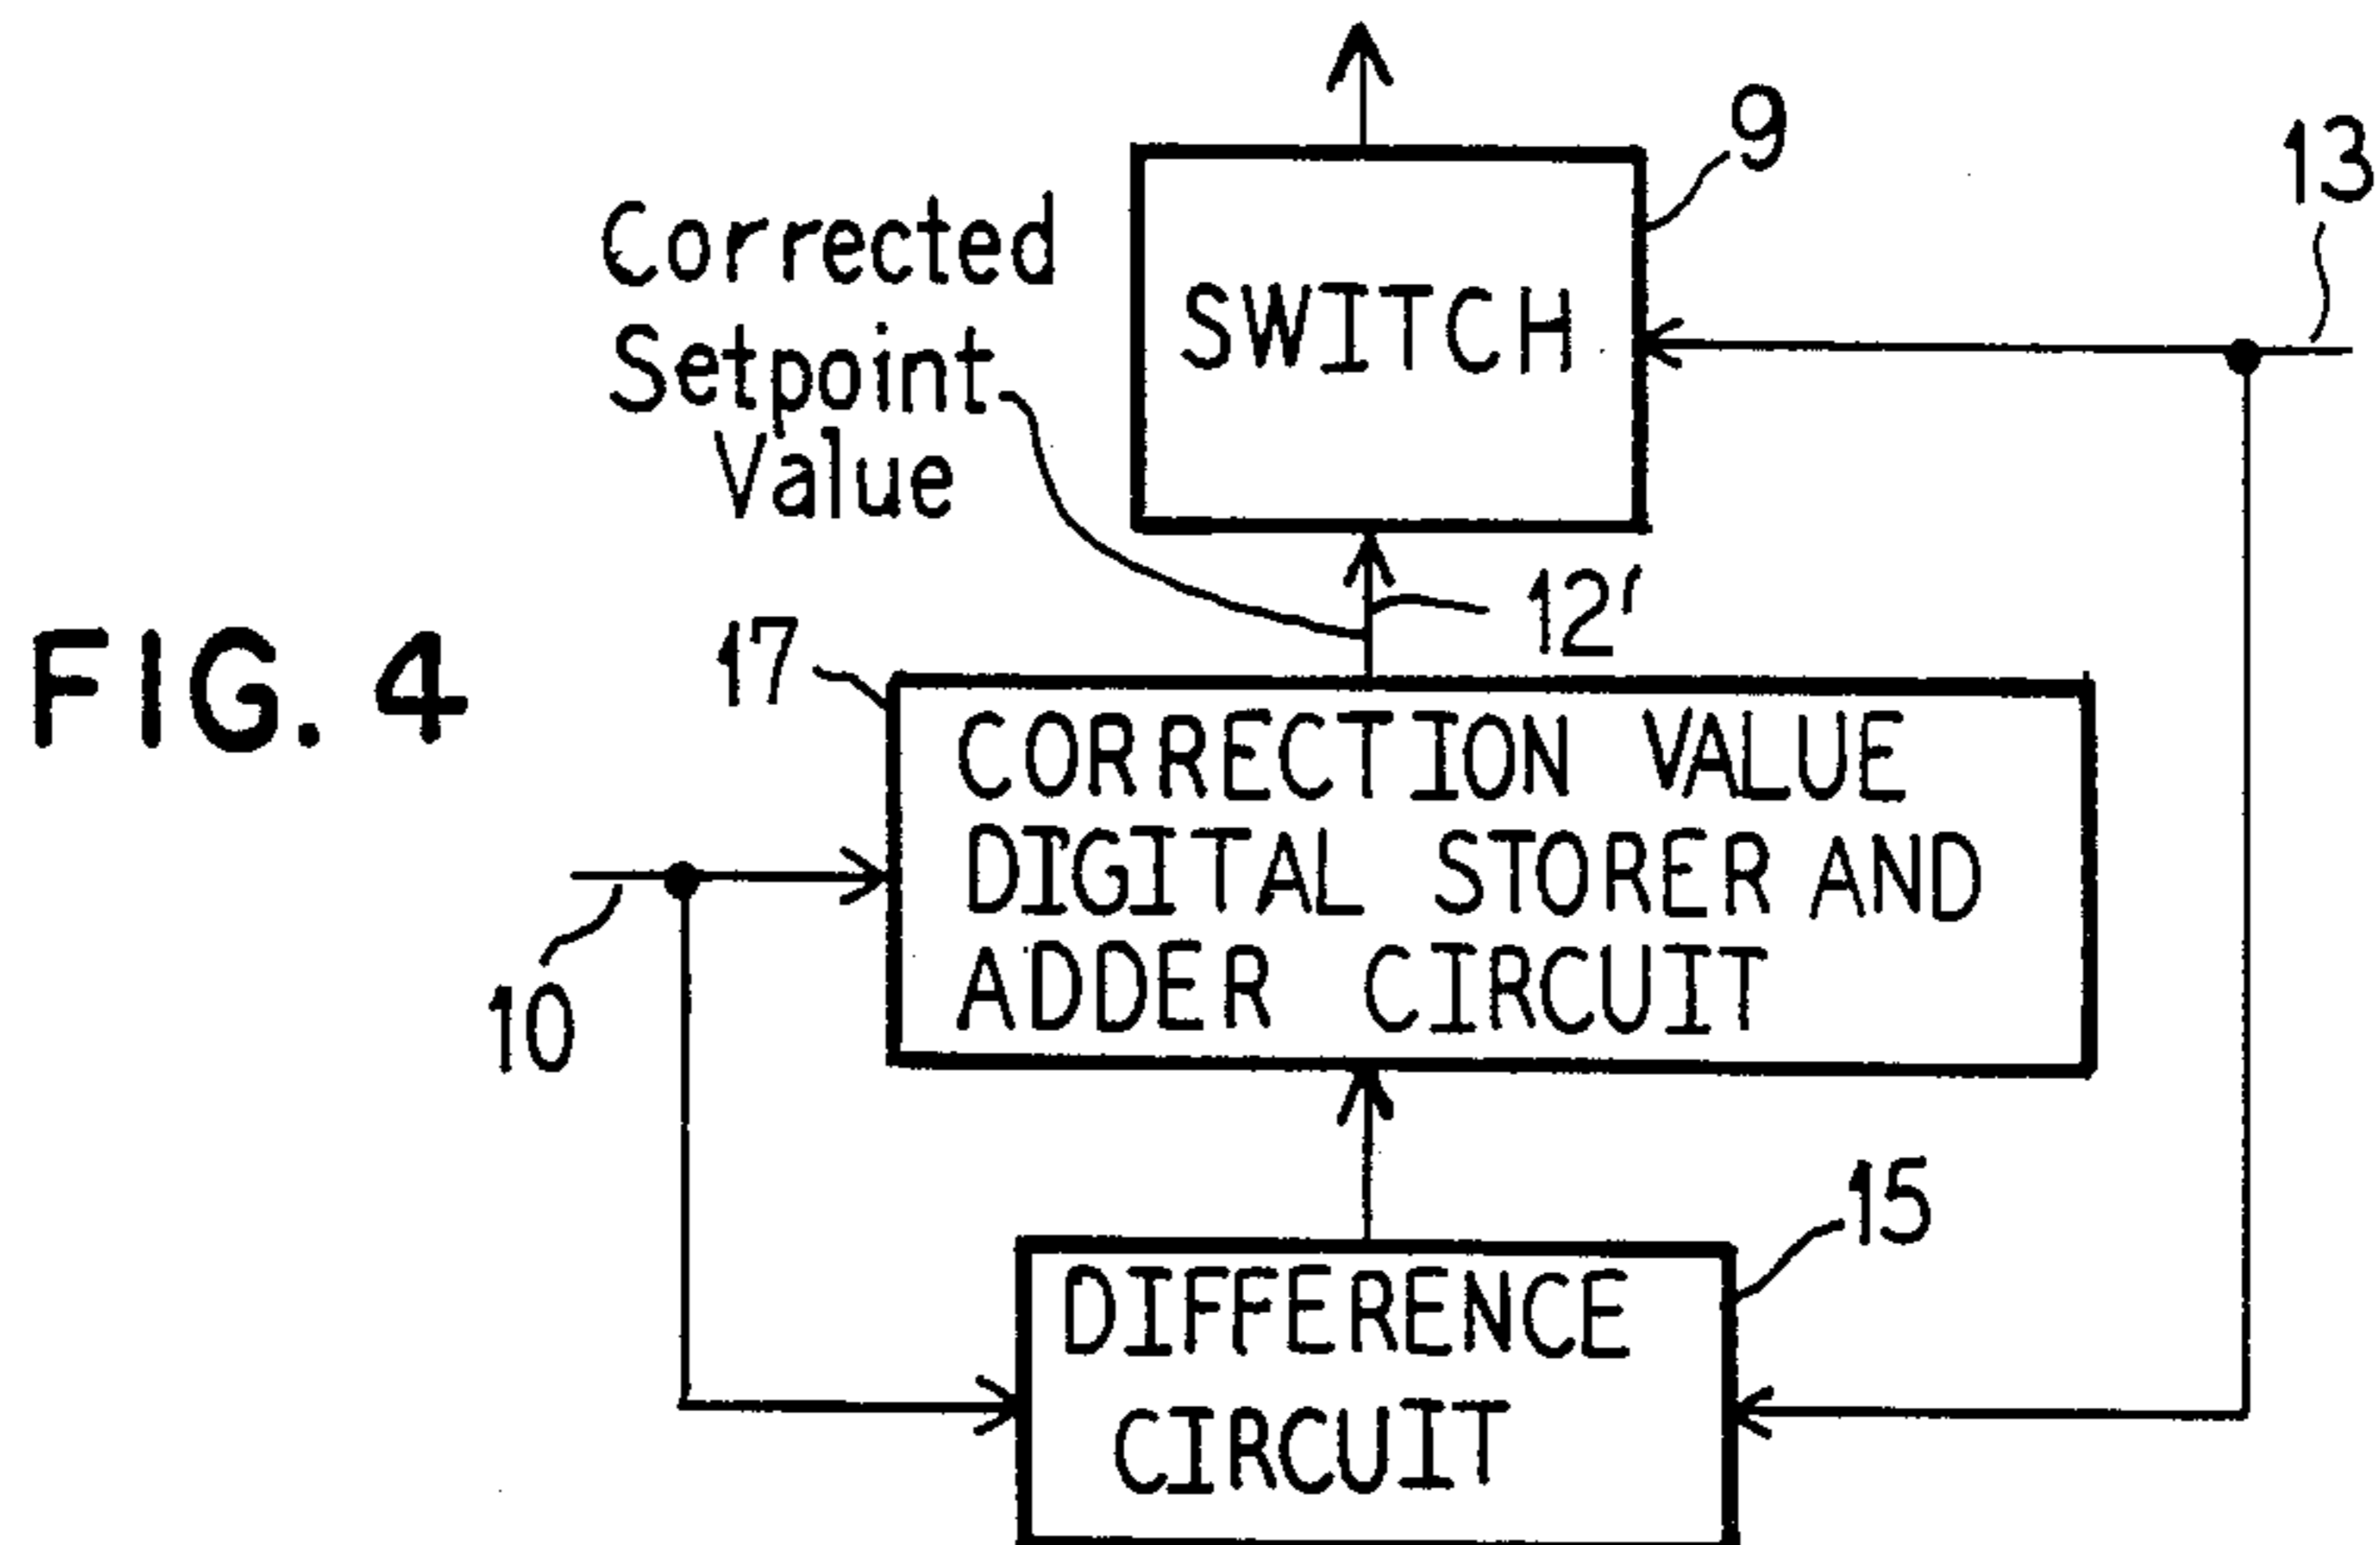 9
13
Corrected
Setpoint
Value
SWITCH
12'
FIG. 4
17
CORRECTION VALUE
DIGITAL STORER AND
ADDER CIRCUIT
10
15
DIFFERENCE
CIRCUIT